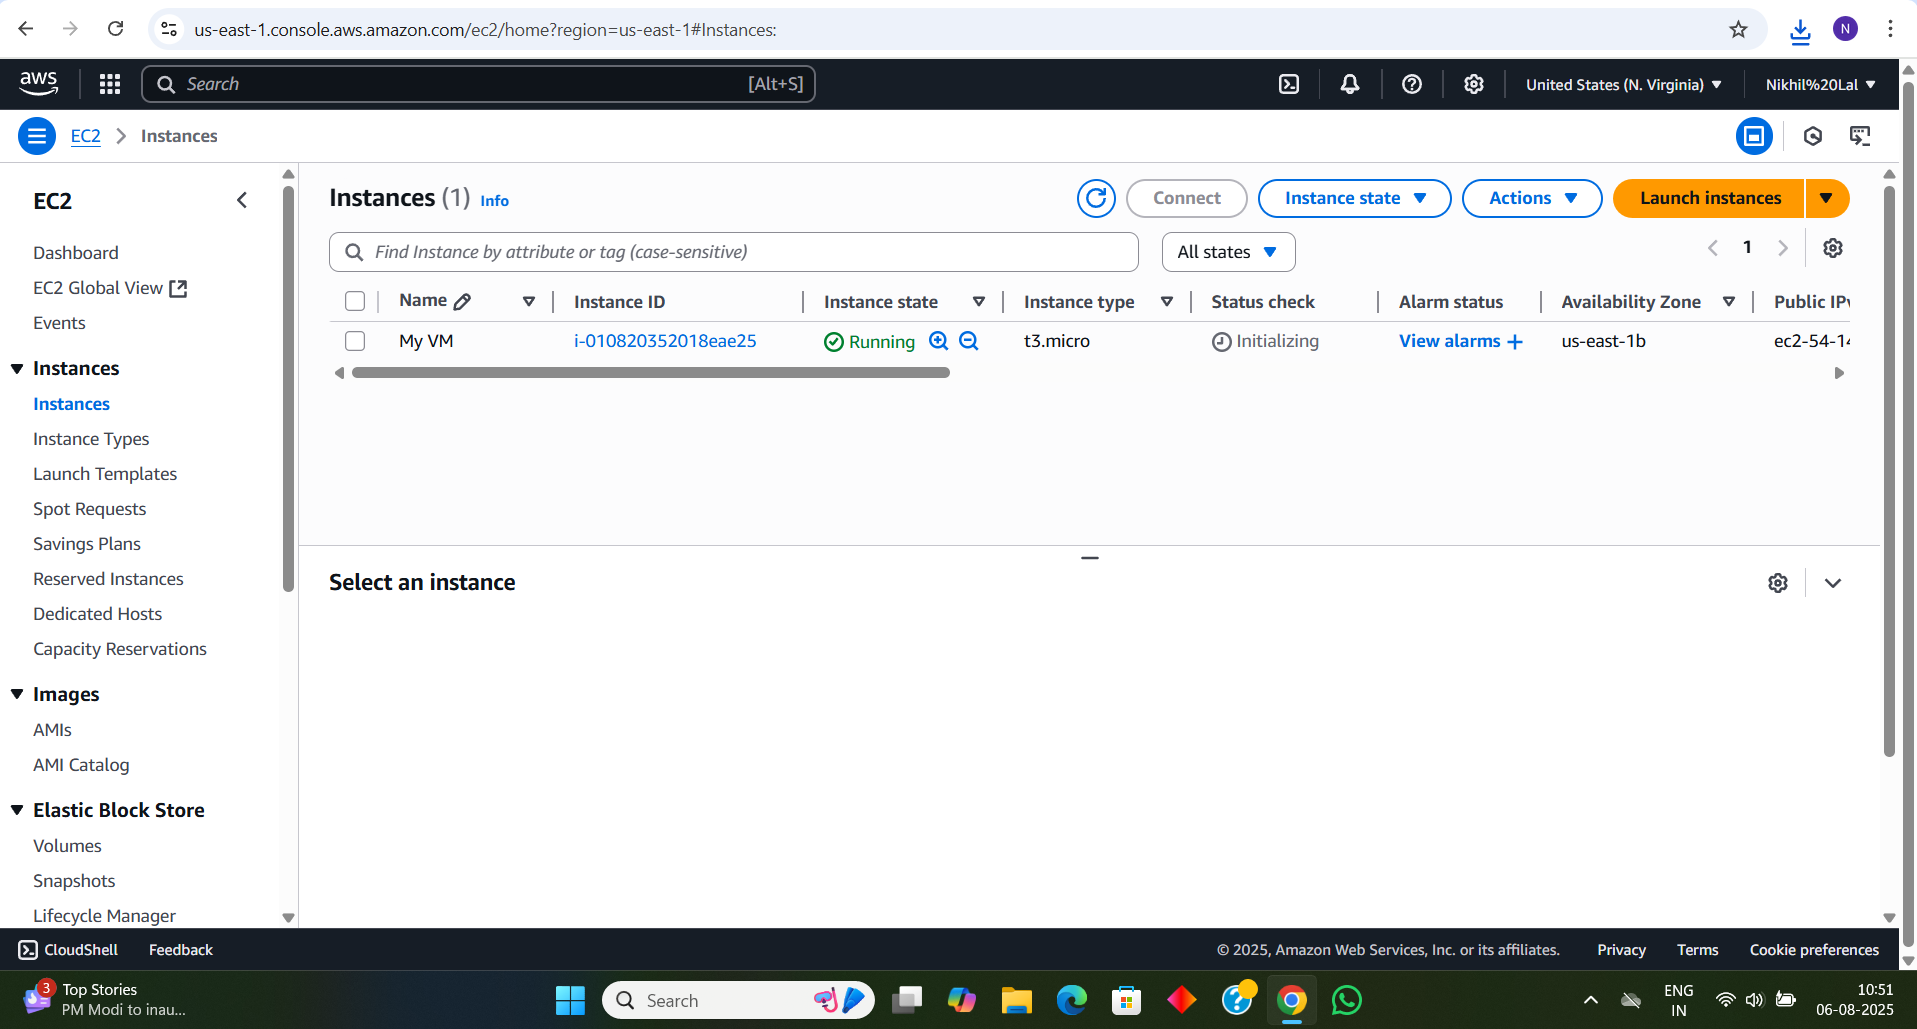 us-east-1.console.aws.amazon.com/ec2/home?region=us-east-1#Instances:
N
aws
Search
[Alt+S]
United States (N. Virginia)
Nikhil%20Lal
EC2
Instances
EC2
Dashboard
EC2 Global View
Events
Instances
Instances
Instance Types
Launch Templates
Spot Requests
Savings Plans
Reserved Instances
Dedicated Hosts
Capacity Reservations
Images
AMIs
AMI Catalog
Elastic Block Store
Volumes
Snapshots
Lifecycle Manager
Instances (1) Info
Connect
Instance state
Actions
Launch instances
Find Instance by attribute or tag (case-sensitive)
All states
1
Name Instance ID Instance state Instance type Status check Alarm status Availability Zone Public IPv
My VM i-010820352018eae25 Running t3.micro Initializing View alarms + us-east-1b ec2-54-14
Select an instance
CloudShell Feedback
© 2025, Amazon Web Services, Inc. or its affiliates. Privacy Terms Cookie preferences
3
Top Stories
PM Modi to inau...
Search
ENG
IN
10:51
06-08-2025